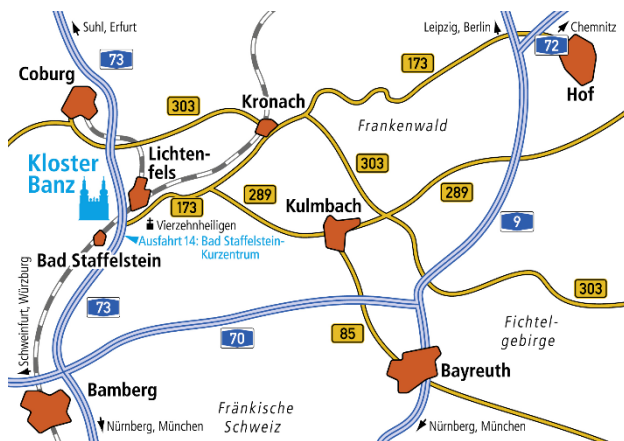 Suhl, Erfurt
Leipzig, Berlin
Chemnitz
73
72
Coburg
173
Hof
303
Kronach
Frankenwald
Kloster
Banz
Lichten-
fels
303
289
173
289
Kulmbach
Vierzehnheiligen
9
Ausfahrt 14: Bad Staffelstein-
Kurzentrum
Bad Staffelstein
Schweinfurt, Würzburg
73
303
70
85
Fichtel-
gebirge
Bayreuth
Bamberg
Fränkische
Schweiz
Nürnberg, München
Nürnberg, München